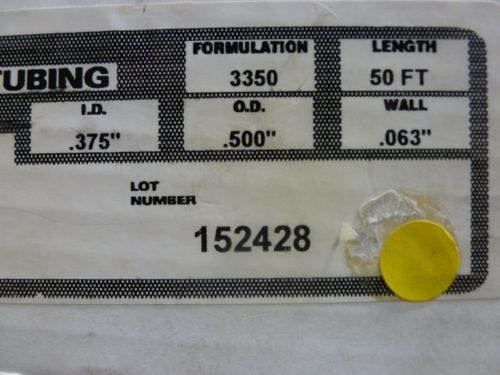 FORMULATION LENGTH
TUBING 3350 50 FT
I.D. O.D. WALL
.375" .500" .063"
LOT
NUMBER
152428